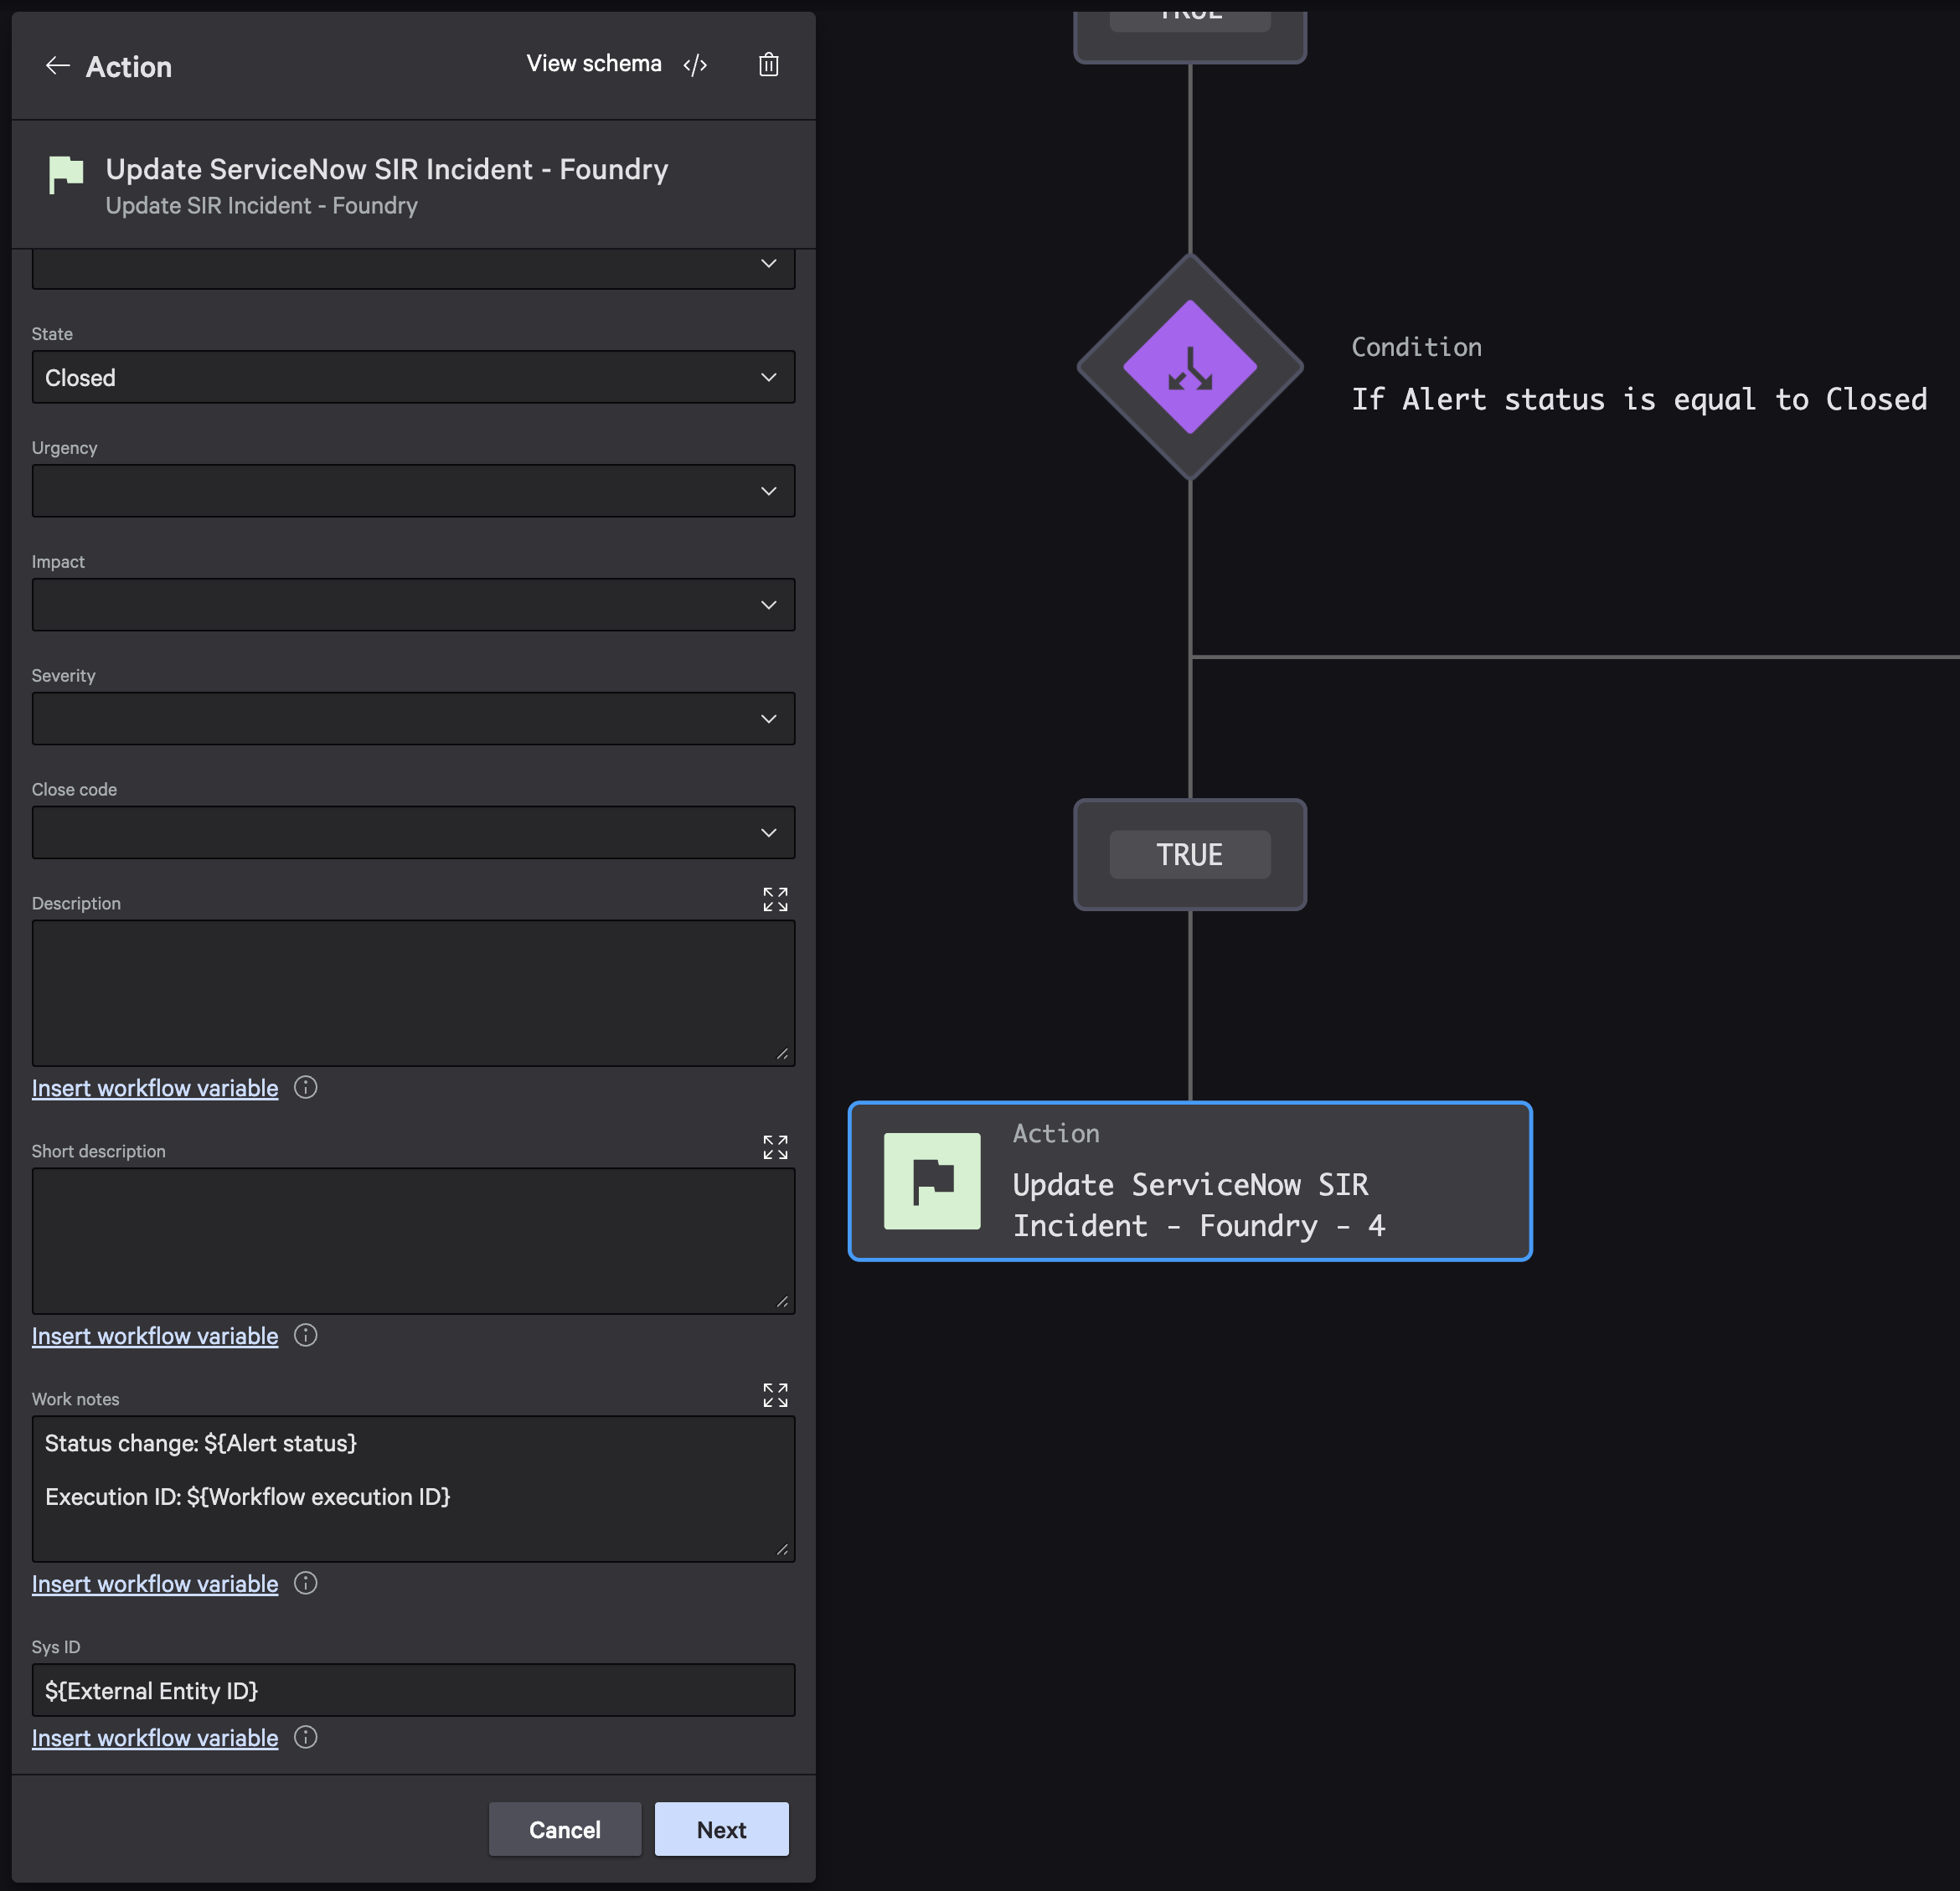 Action
View schema </>
Update ServiceNow SIR Incident - Foundry
Update SIR Incident - Foundry
State
Closed
Urgency
Impact
Severity
Close code
Description
Insert workflow variable
Short description
Insert workflow variable
Work notes
Status change: ${Alert status}
Execution ID: ${Workflow execution ID}
Insert workflow variable
Sys ID
${External Entity ID}
Insert workflow variable
Cancel
Next
TRUE
Condition
If Alert status is equal to Closed
TRUE
Action
Update ServiceNow SIR
Incident - Foundry - 4